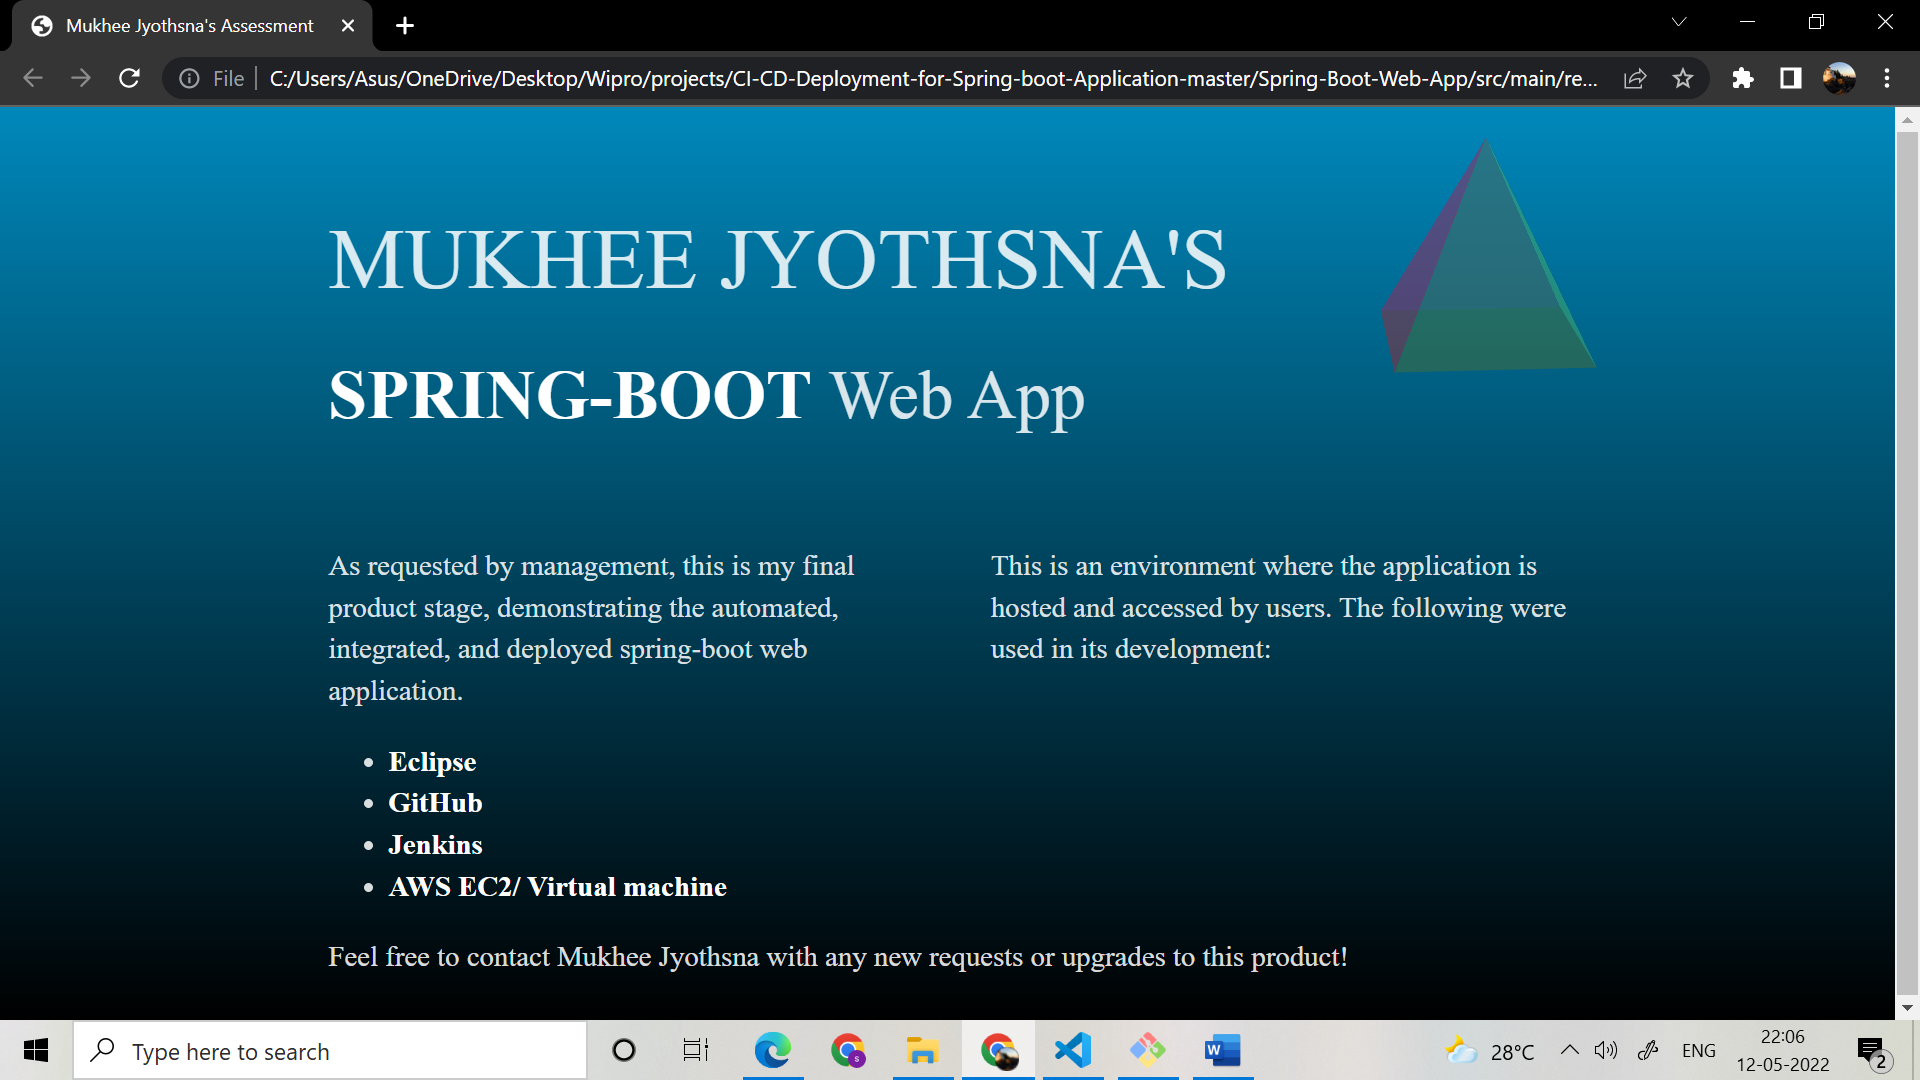 Mukhee Jyothsna's Assessment
File
C:/Users/Asus/OneDrive/Desktop/Wipro/projects/CI-CD-Deployment-for-Spring-boot-Application-master/Spring-Boot-Web-App/src/main/re...
MUKHEE JYOTHSNA'S
SPRING-BOOT Web App
As requested by management, this is my final
product stage, demonstrating the automated,
integrated, and deployed spring-boot web
application.
This is an environment where the application is
hosted and accessed by users. The following were
used in its development:
• Eclipse
• GitHub
• Jenkins
• AWS EC2/ Virtual machine
Feel free to contact Mukhee Jyothsna with any new requests or upgrades to this product!
Type here to search
S
W
28°C
ENG
22:06
12-05-2022
2